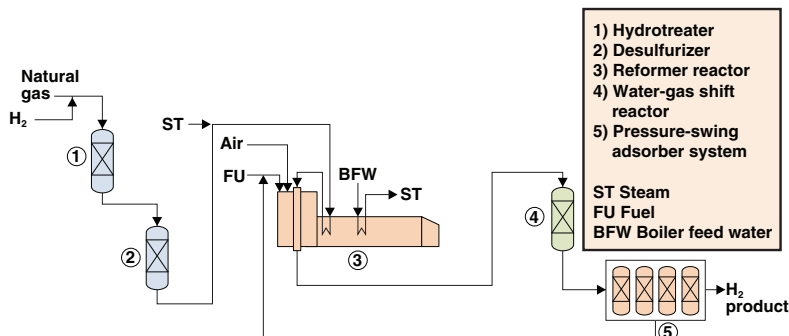 Natural
gas
H₂
①
②
ST
Air
FU
BFW
ST
③
④
H₂
product
⑤
1) Hydrotreater
2) Desulfurizer
3) Reformer reactor
4) Water-gas shift
reactor
5) Pressure-swing
adsorber system
ST Steam
FU Fuel
BFW Boiler feed water